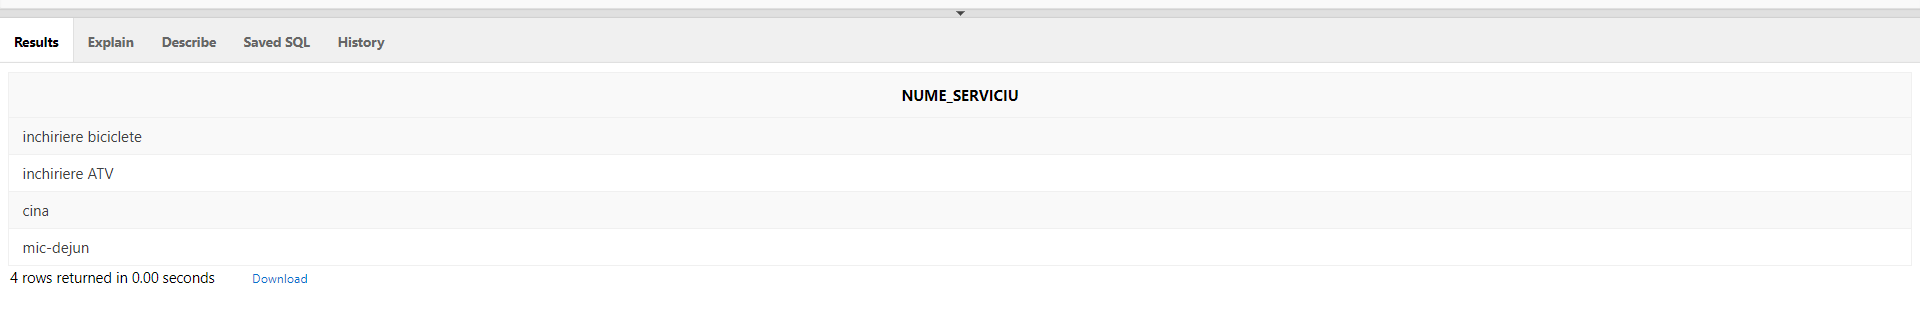 Results Explain Describe Saved SQL History
NUME_SERVICIU
inchiriere biciclete
inchiriere ATV
cina
mic-dejun
4 rows returned in 0.00 seconds Download